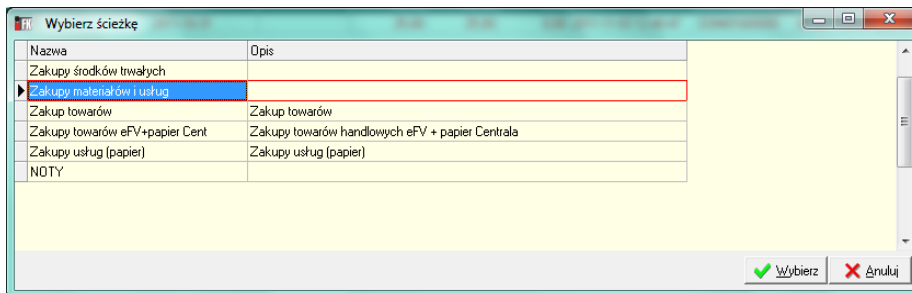 FK Wybierz ścieżkę
Nazwa Opis
Zakupy środków trwałych
Zakupy materiałów i usług
Zakup towarów Zakup towarów
Zakupy towarów eFV+papier Cent Zakupy towarów handlowych eFV + papier Centrala
Zakupy usług (papier) Zakupy usług (papier)
NOTY
Wybierz Anuluj